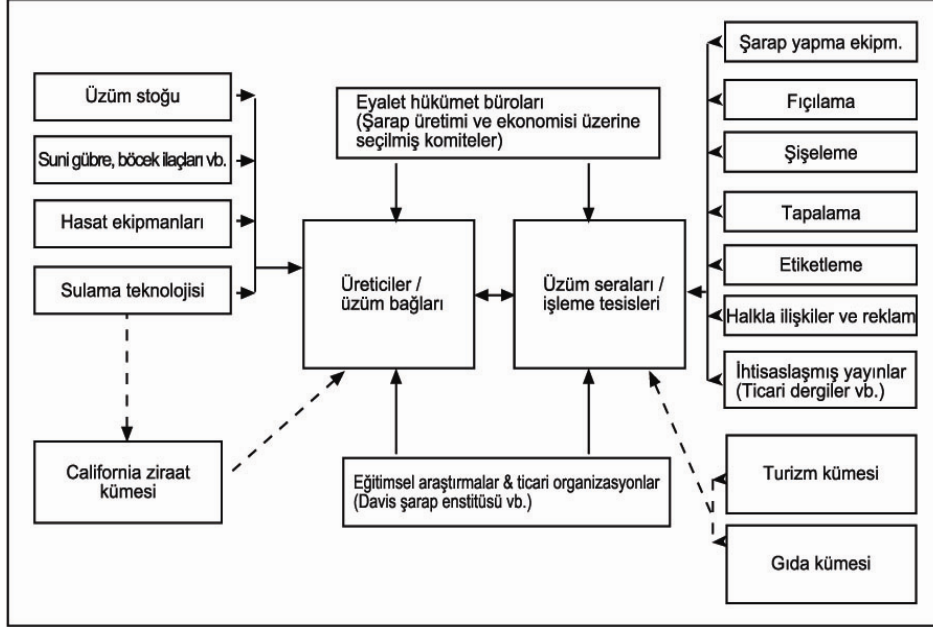 Üzüm stoğu
Suni gübre, böcek ilaçları vb.
Hasat ekipmanları
Sulama teknolojisi
California ziraat
kümesi
Eyalet hükümet büroları
(Şarap üretimi ve ekonomisi üzerine
seçilmiş komiteler)
Üreticiler /
üzüm bağları
Üzüm seraları /
işleme tesisleri
Eğitimsel araştırmalar & ticari organizasyonlar
(Davis şarap enstitüsü vb.)
Şarap yapma ekipm.
Fıçılama
Şişeleme
Tapalama
Etiketleme
Halkla ilişkiler ve reklam
İhtisaslaşmış yayınlar
(Ticari dergiler vb.)
Turizm kümesi
Gıda kümesi